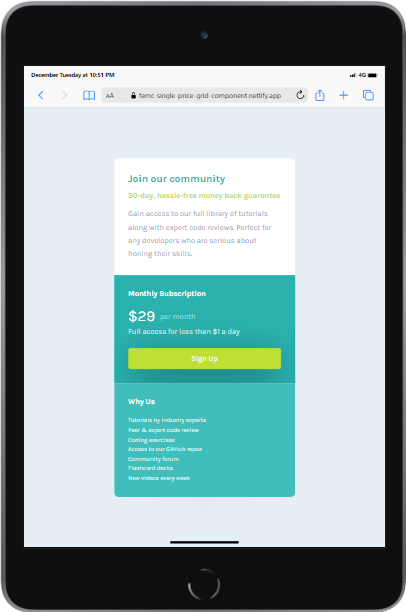 December Tuesday at 10:51 PM
4G
AA
femc-single-price-grid-component.netlify.app
Join our community
30-day, hassle-free money back guarantee
Gain access to our full library of tutorials
along with expert code reviews. Perfect for
any developers who are serious about
honing their skills.
Monthly Subscription
$29 per month
Full access for less than $1 a day
Sign Up
Why Us
Tutorials by industry experts
Peer & expert code review
Coding exercises
Access to our GitHub repos
Community forum
Flashcard decks
New videos every week